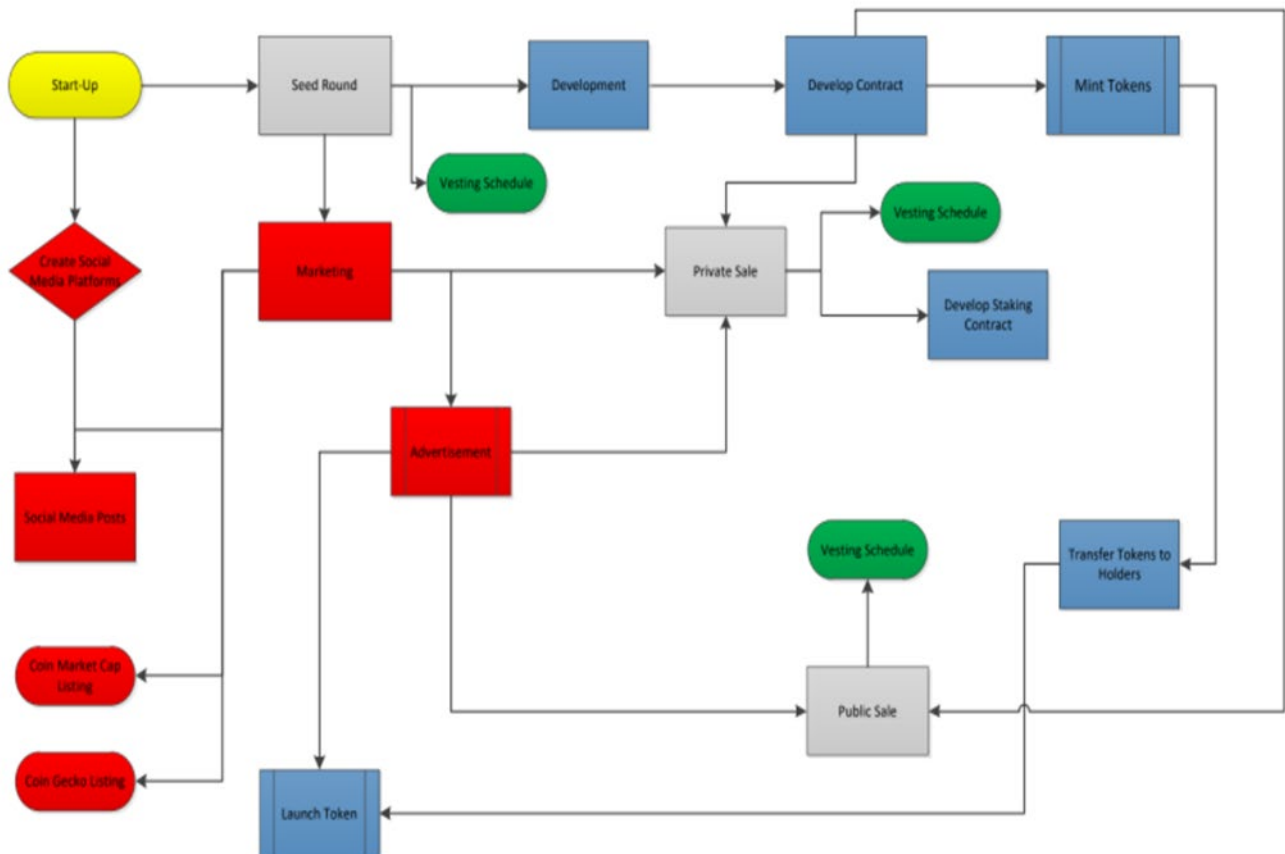 Start-Up
Seed Round
Development
Develop Contract
Mint Tokens
Vesting Schedule
Vesting Schedule
Create Social
Media Platforms
Marketing
Private Sale
Develop Staking
Contract
Advertisement
Social Media Posts
Vesting Schedule
Transfer Tokens to
Holders
Coin Market Cap
Listing
Public Sale
Coin Gecko Listing
Launch Token